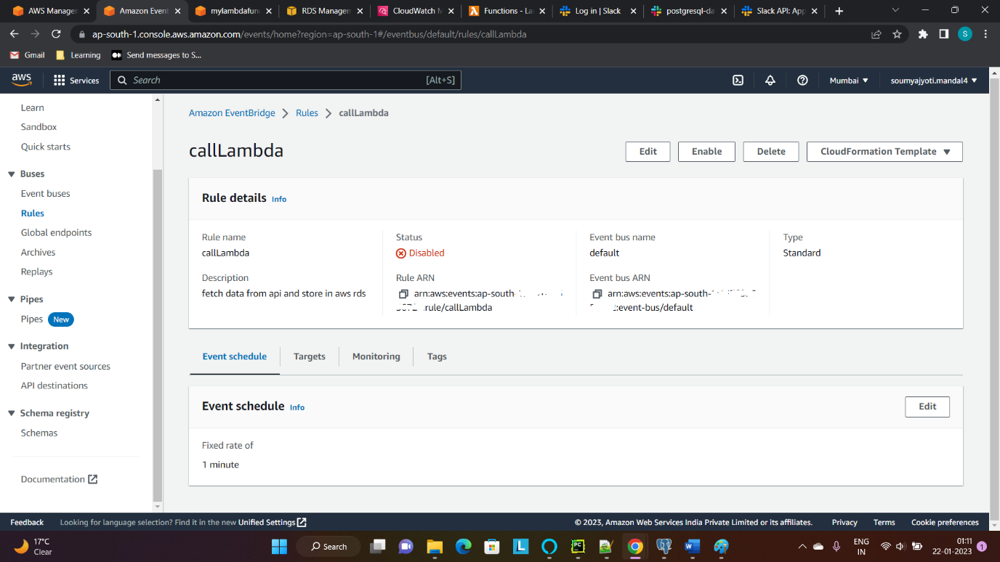 AWS Manage
Amazon Event
mylambdafun
RDS Managem
CloudWatch M
Functions - La
Log in | Slack
postgresql-da
Slack API: App
ap-south-1.console.aws.amazon.com/events/home?region=ap-south-1#/eventbus/default/rules/callLambda
S
Gmail
Learning
Send messages to S...
aws
Services
Search
[Alt+S]
Mumbai
soumyajyoti.mandal4
Learn
Sandbox
Quick starts
Buses
Event buses
Rules
Global endpoints
Archives
Replays
Pipes
Pipes New
Integration
Partner event sources
API destinations
Schema registry
Schemas
Documentation
Amazon EventBridge Rules callLambda
callLambda
Edit
Enable
Delete
CloudFormation Template
Rule details Info
Rule name
callLambda
Description
fetch data from api and store in aws rds
Status
Disabled
Rule ARN
arn:aws:events:ap-south-
:rule/callLambda
Event bus name
default
Event bus ARN
arn:aws:events:ap-south-
:event-bus/default
Type
Standard
Event schedule
Targets
Monitoring
Tags
Event schedule Info
Edit
Fixed rate of
1 minute
Feedback
Looking for language selection? Find it in the new Unified Settings
© 2023, Amazon Web Services India Private Limited or its affiliates.
Privacy
Terms
Cookie preferences
17°C
Clear
Search
L
PC
W
ENG
IN
01:11
22-01-2023
1